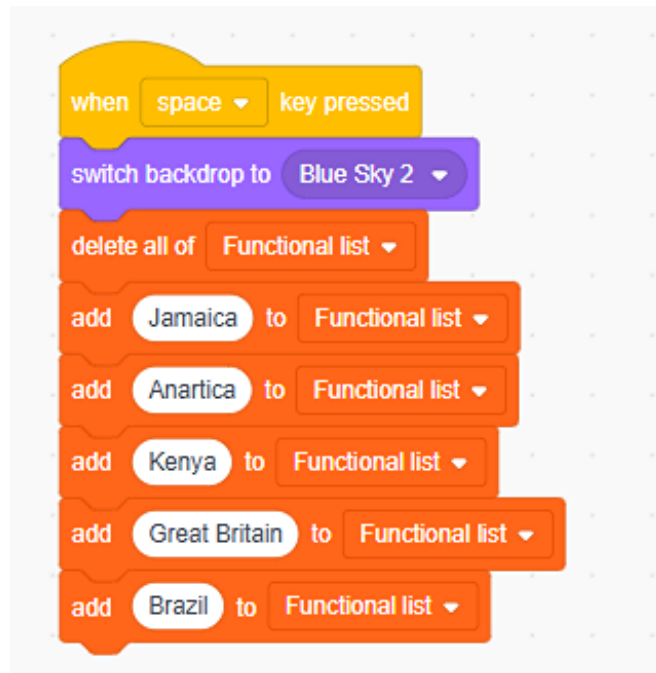 when space key pressed
switch backdrop to Blue Sky 2
delete all of Functional list
add Jamaica to Functional list
add Anartica to Functional list
add Kenya to Functional list
add Great Britain to Functional list
add Brazil to Functional list